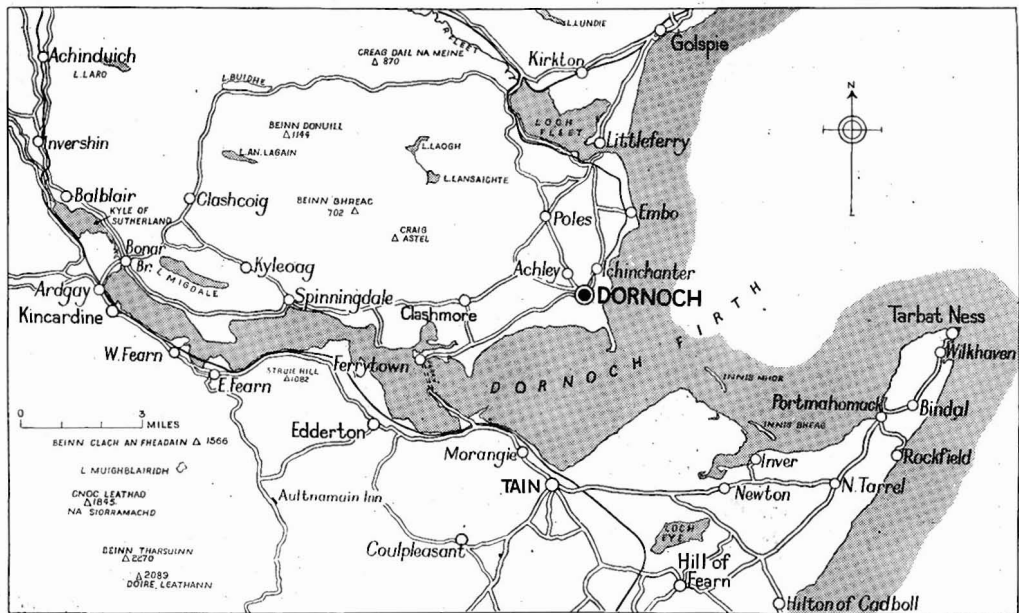 L. LUNDIE
R. FLEET
Golspie
Achinduich
L. LARO
CREAG DAIL NA MEINE
△ 870
Kirkton
L. BUIDHE
LOCH
FLEET
N
BEINN DONUILL
△ 1144
L. LAOGH
Littleferry
Invershin
L. AN. LAGAIN
L. LANSAICHTE
Balblair
Clashcoig
BEINN BHREAC
702 △
Embo
KYLE OF
SUTHERLAND
Poles
CRAIG
△ ASTEL
Bonar
Br.
L. MIGDALE
Kyleoag
Achley
Ichinchanter
Ardgay
Spinningdale
DORNOCH
Kincardine
Clashmore
Tarbat Ness
W. Fearn
Ferrytown
DORNOCH FIRTH
Wilkhaven
STRUIE HILL
△ 1082
E. Fearn
INNIS MHOR
0 3
MILES
Portmahomack
Bindal
Edderton
INNIS BHEAG
BEINN CLACH AN FHEADAIN △ 1566
Morangie
Inver
Rockfield
L. MUIGHBLAIRIDH
TAIN
Newton
N. Tarrel
CNOC LEATHAD
△ 1845
NA SIORRAMACHD
Aultnamain Inn
LOCH
EYE
Coulpleasant
BEINN THARSUINN
△ 2270
Hill of
Fearn
△ 2089
DOIRE, LEATHANN
Hilton of Cadboll